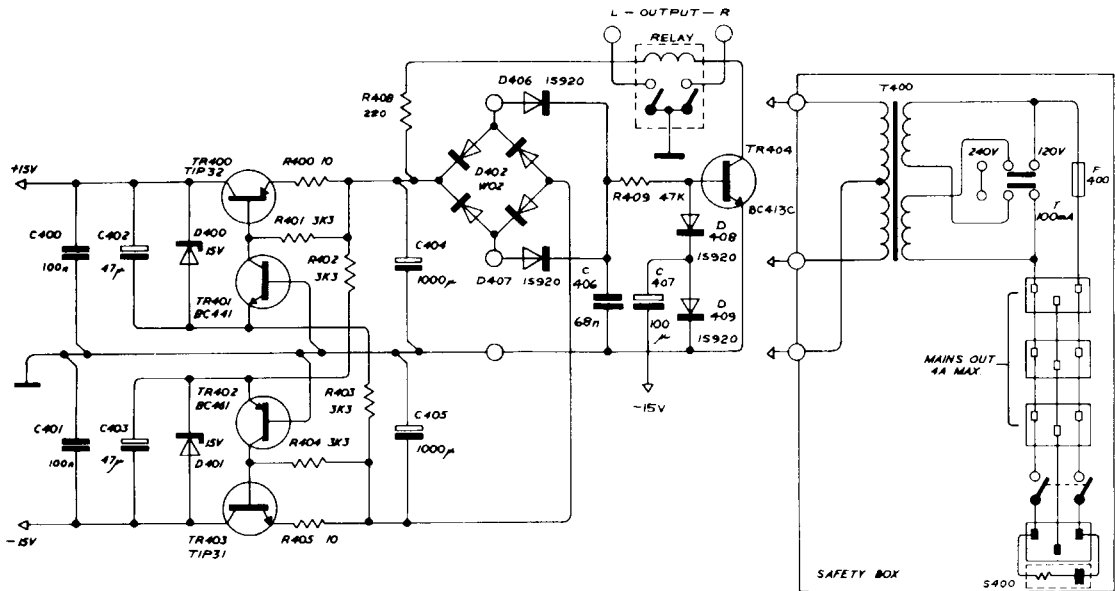 L - OUTPUT - R
RELAY
D406 1S920
R408
220
T400
240V
120V
F
400
T
100mA
TR404
BC413C
TR400
TIP32
R400 10
+15V
D402
W02
R409 47K
R401 3K3
C400
100n
C402
47µ
D400
15V
R402
3K3
C404
1000µ
D
408
1S920
D407 1S920
C
406
68n
C
407
100
µ
D
409
1S920
TR401
BC441
MAINS OUT
4A MAX.
-15V
TR402
BC461
R403
3K3
C405
1000µ
R404 3K3
C401
100n
C403
47µ
15V
D401
-15V
TR403
TIP31
R405 10
SAFETY BOX
S400